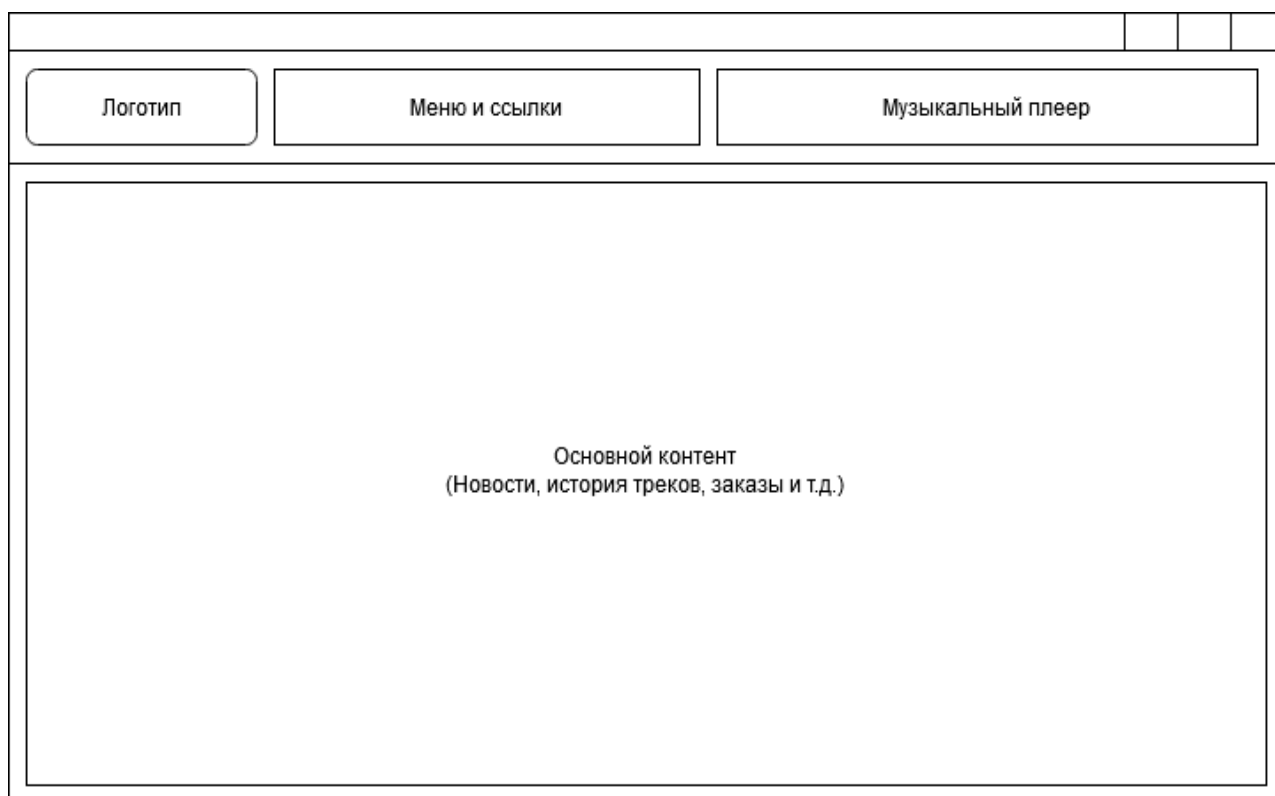 Логотип
Меню и ссылки
Музыкальный плеер
Основной контент
(Новости, история треков, заказы и т.д.)